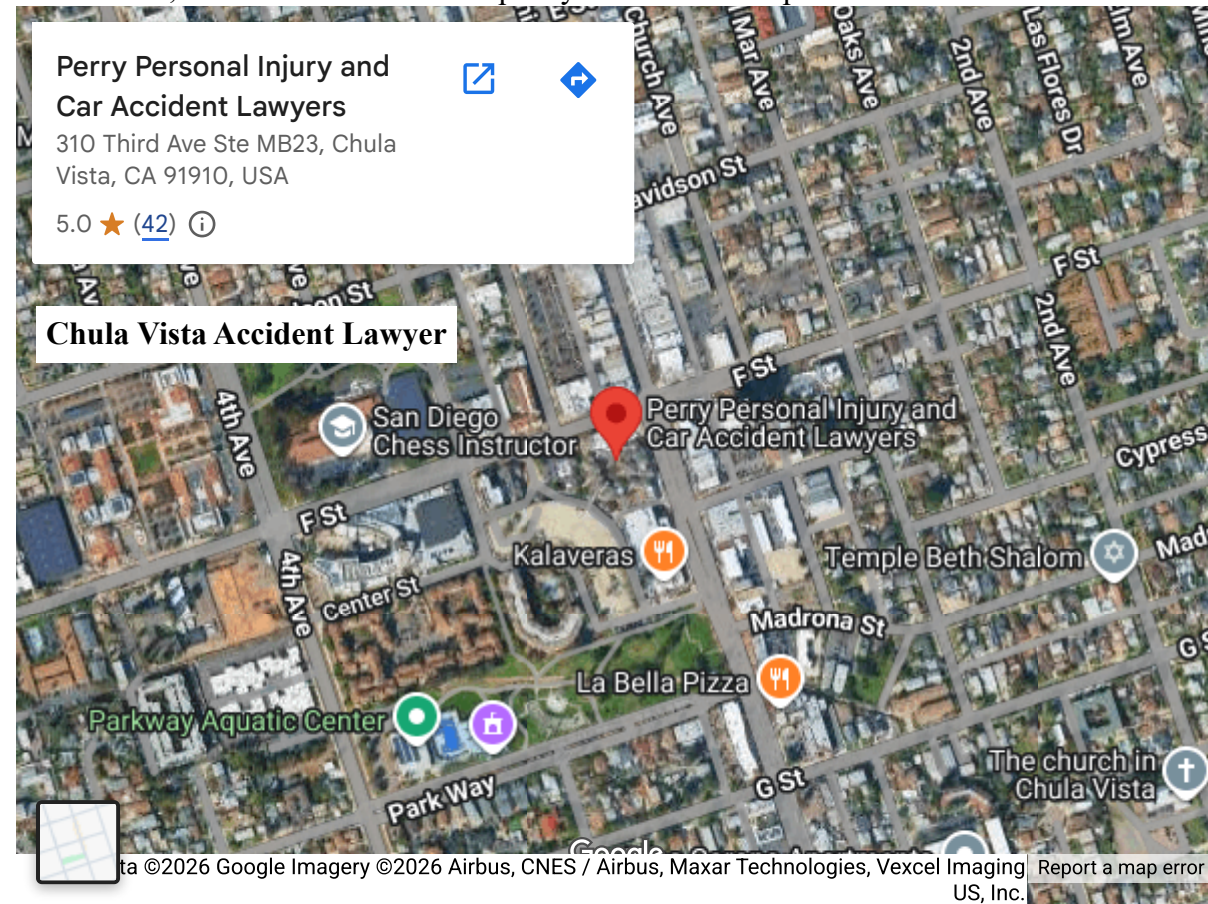 Perry Personal Injury and
Car Accident Lawyers
310 Third Ave Ste MB23, Chula
Vista, CA 91910, USA
5.0 ★ (42)
Church Ave
Oaks Ave
2nd Ave
Las Flores Dr
Elm Ave
Mar Ave
avidson St
F St
2nd Ave
son St
Chula Vista Accident Lawyer
4th Ave
San Diego
Chess Instructor
F St
Perry Personal Injury and
Car Accident Lawyers
Cypress
F St
4th Ave
Center St
Kalaveras
Temple Beth Shalom
Mad
Madrona St
G S
La Bella Pizza
Parkway Aquatic Center
Park Way
G St
The church in
Chula Vista
Google
ta ©2026 Google Imagery ©2026 Airbus, CNES / Airbus, Maxar Technologies, Vexcel Imaging
US, Inc.
Report a map error